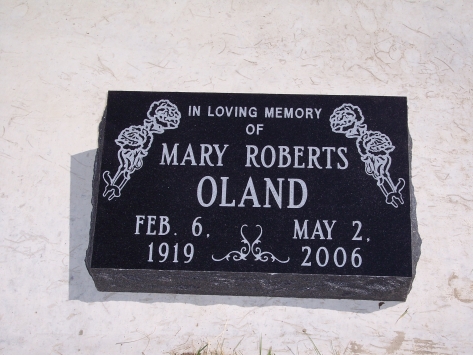 IN LOVING MEMORY
OF
MARY ROBERTS
OLAND
FEB. 6, MAY 2,
1919 2006